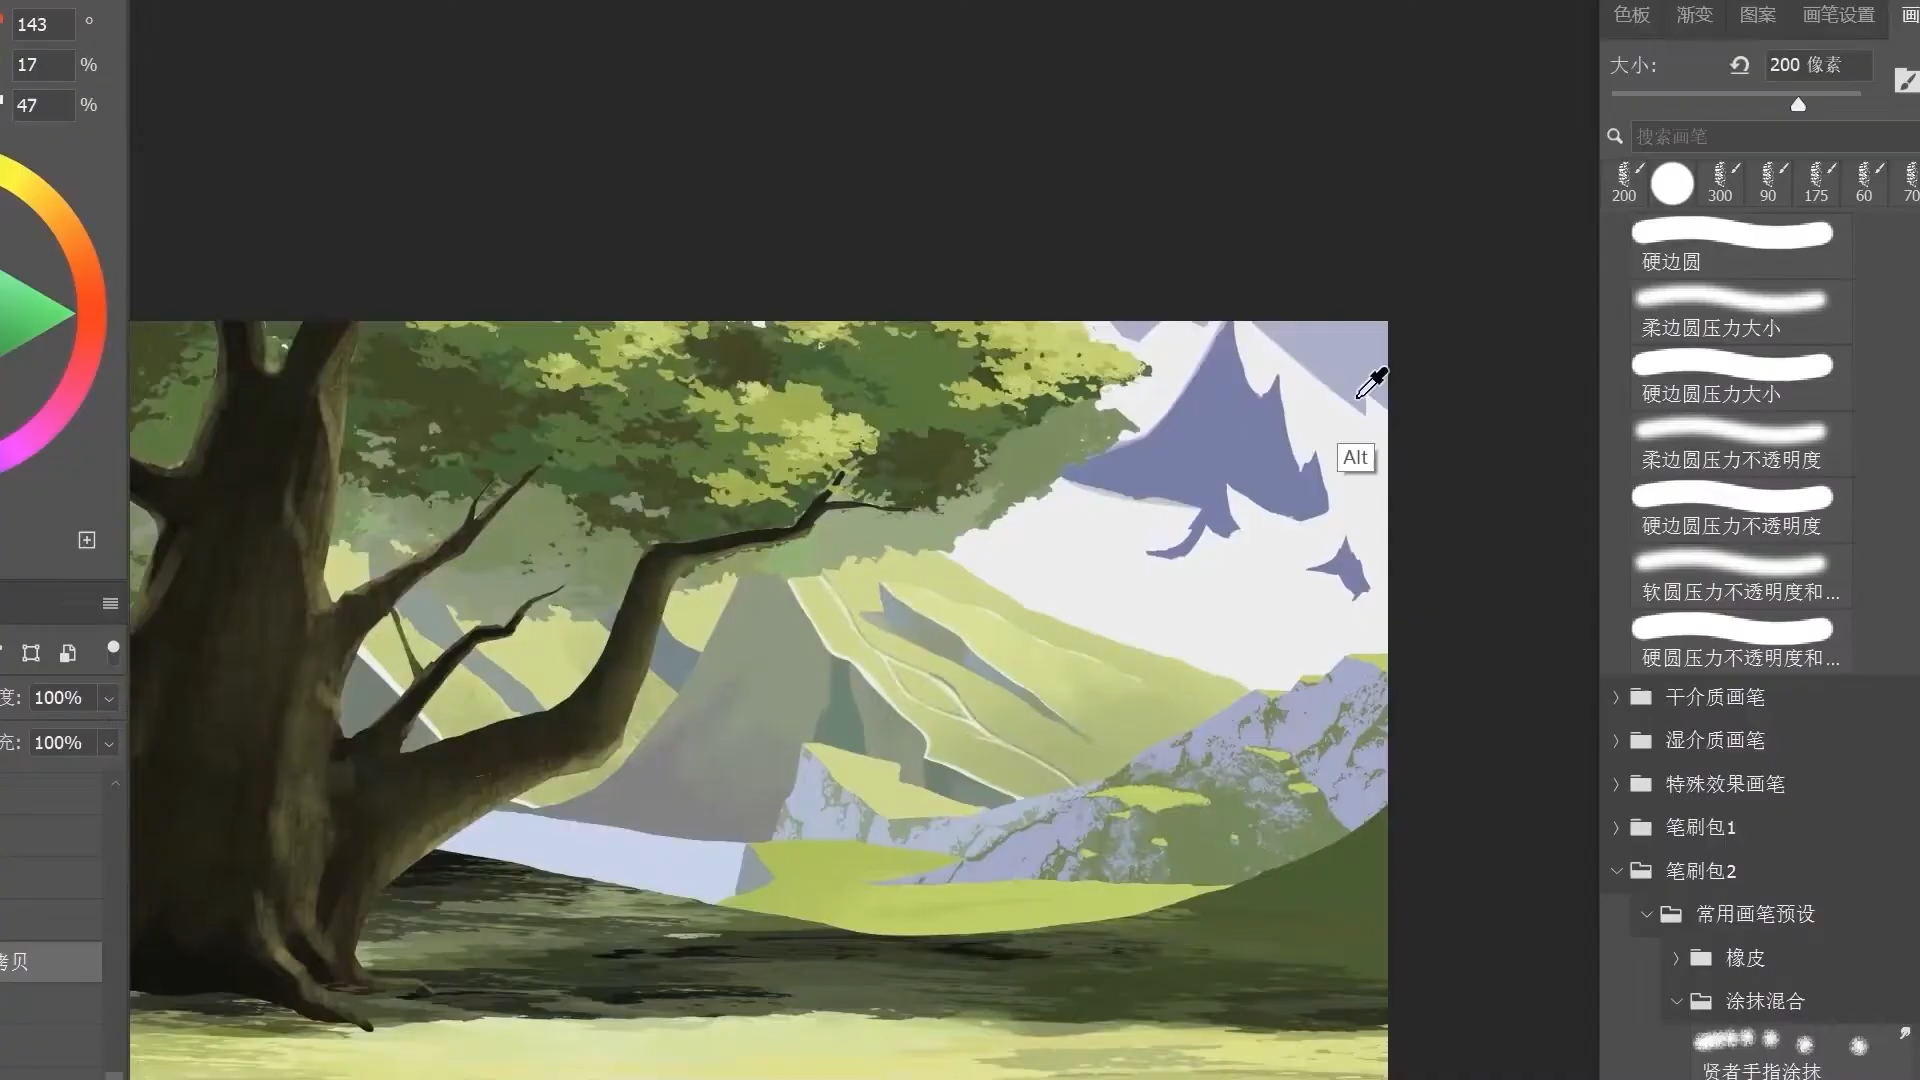 143 °
17 %
47 %
度: 100%
充: 100%
拷贝
Alt
色板 渐变 图案 画笔设置 画
大小: 200 像素
搜索画笔
200 300 90 175 60 70
硬边圆
柔边圆压力大小
硬边圆压力大小
柔边圆压力不透明度
硬边圆压力不透明度
软圆压力不透明度和...
硬圆压力不透明度和...
干介质画笔
湿介质画笔
特殊效果画笔
笔刷包1
笔刷包2
常用画笔预设
橡皮
涂抹混合
贤者手指涂抹